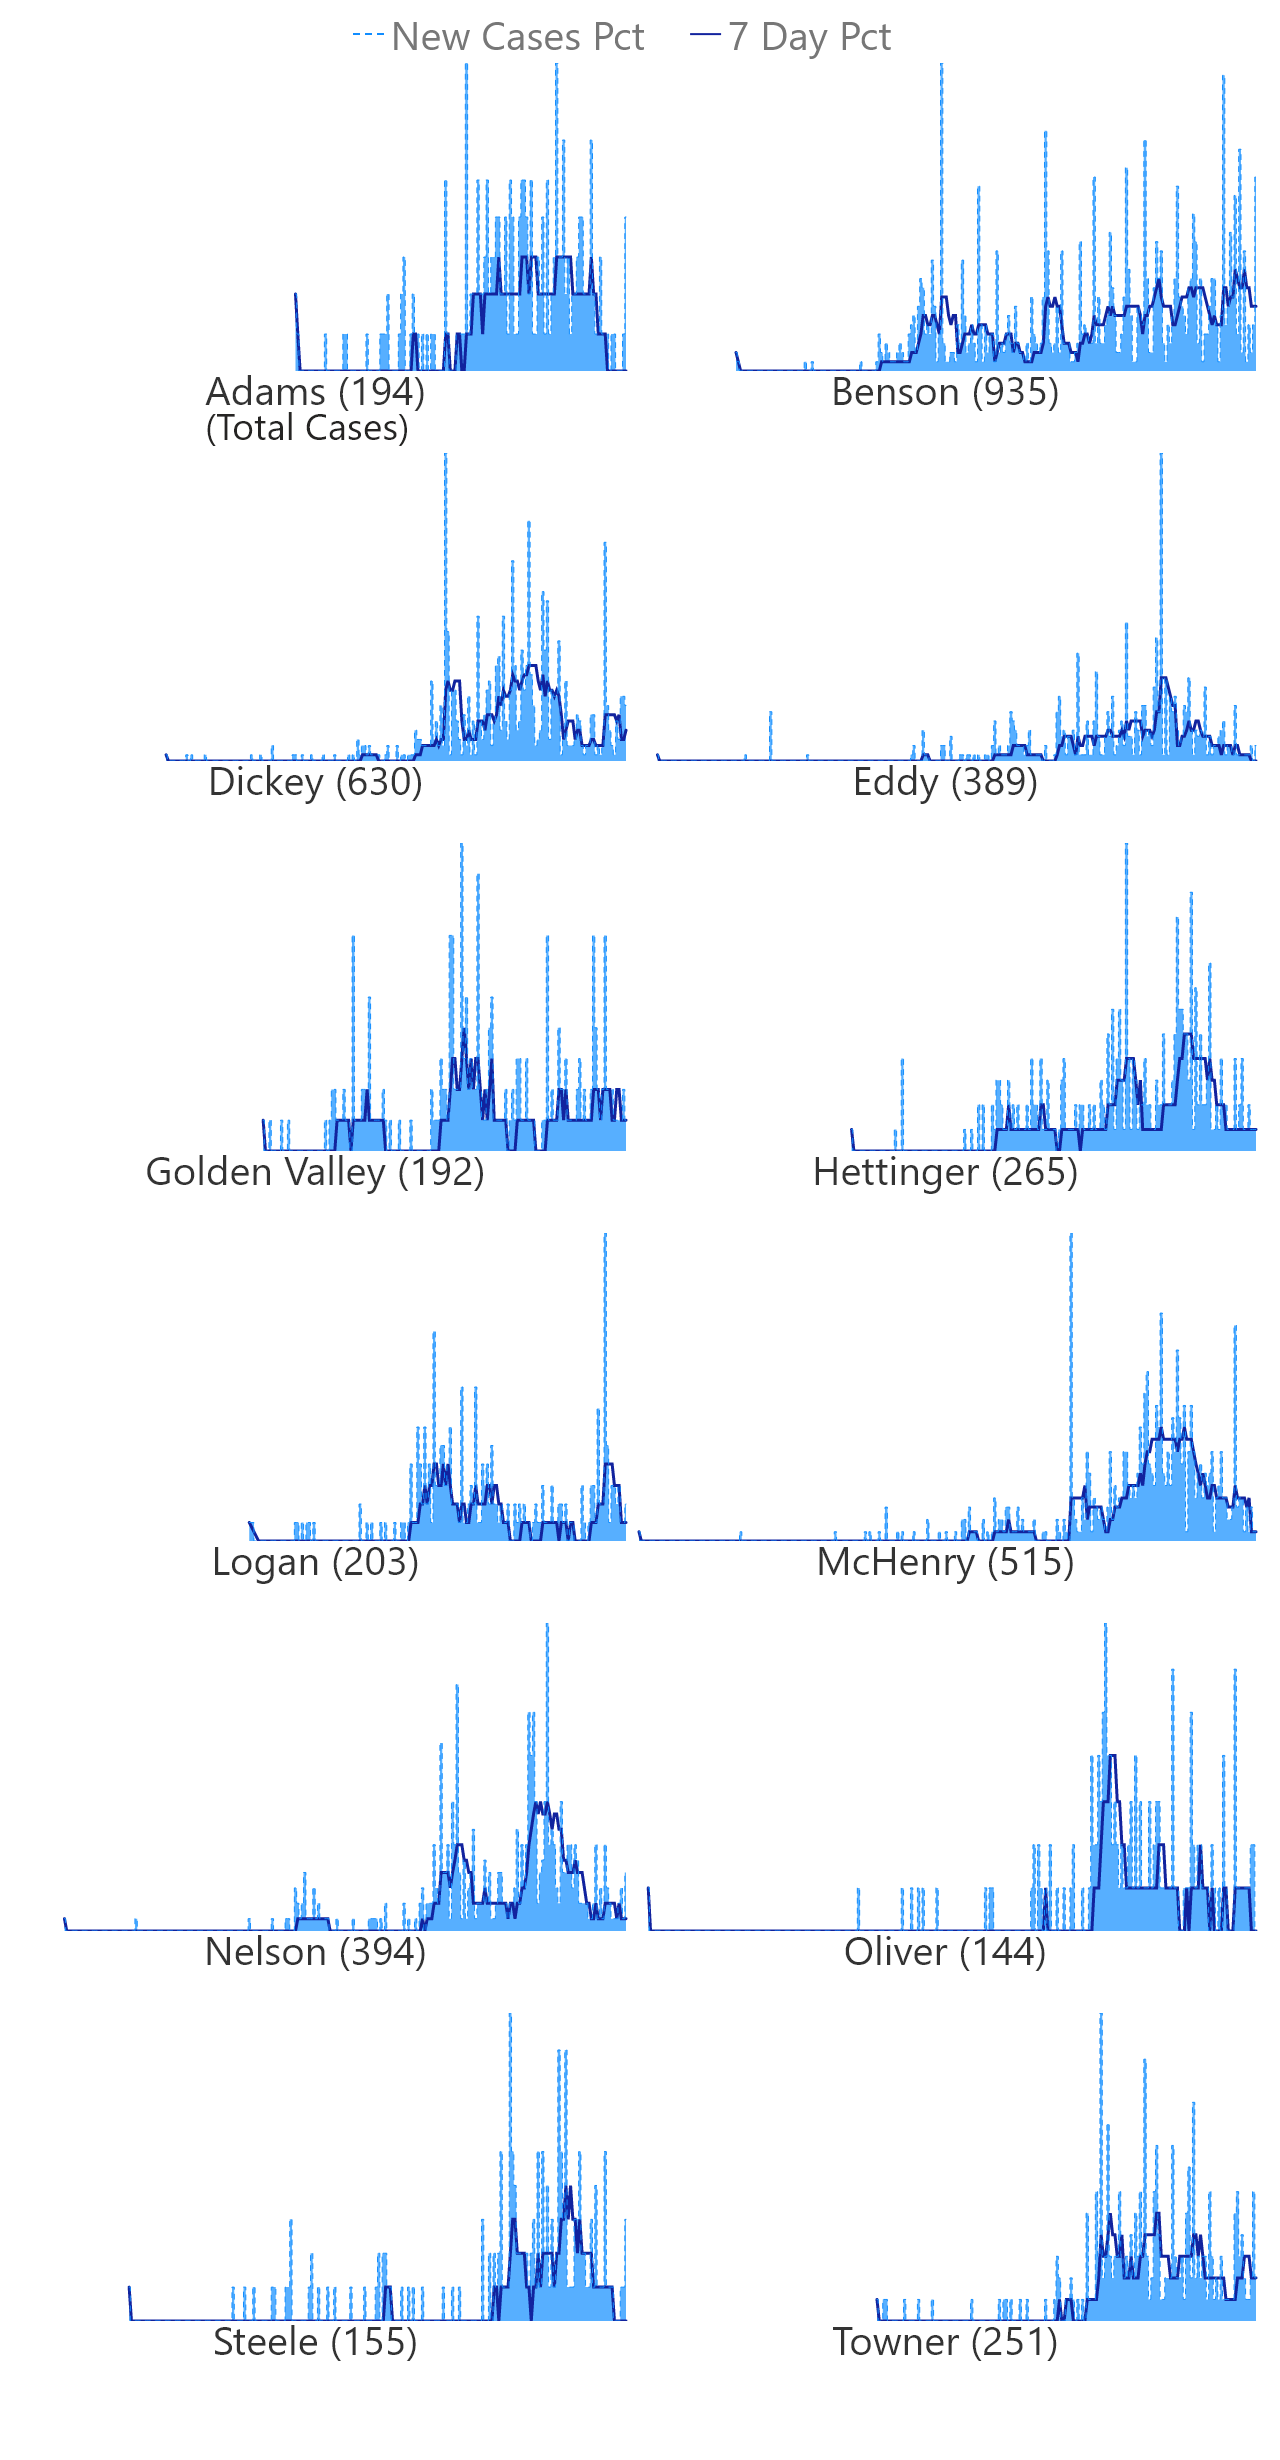 New Cases Pct 7 Day Pct
Adams (194) Benson (935)
(Total Cases)
Dickey (630) Eddy (389)
Golden Valley (192) Hettinger (265)
Logan (203) McHenry (515)
Nelson (394) Oliver (144)
Steele (155) Towner (251)